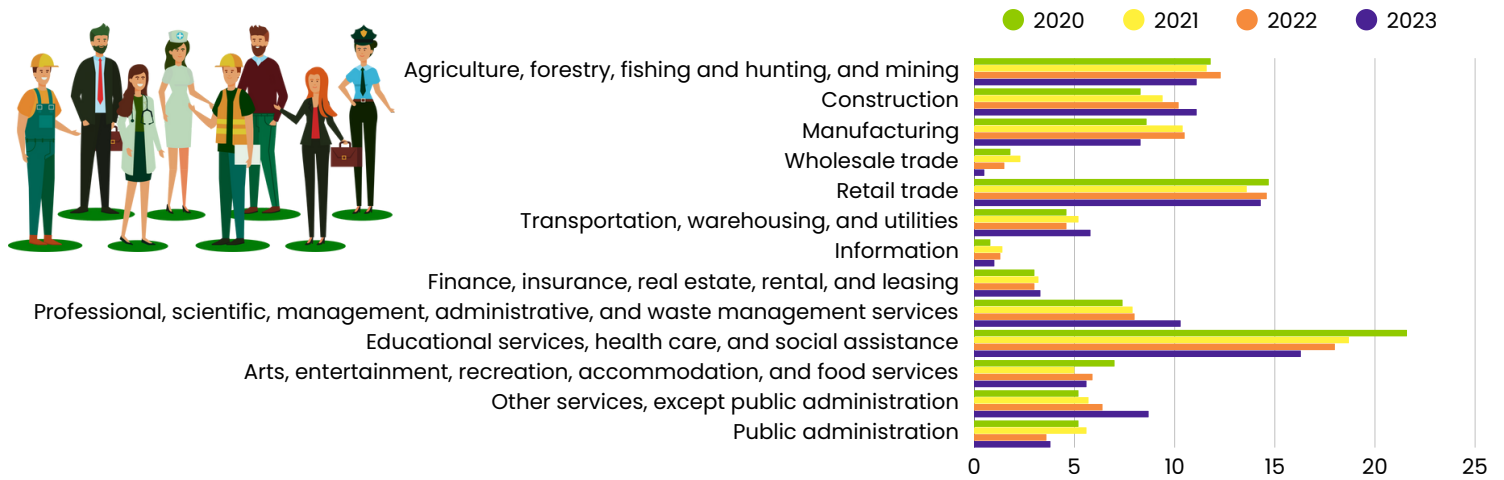 2020 2021 2022 2023
Agriculture, forestry, fishing and hunting, and mining
Construction
Manufacturing
Wholesale trade
Retail trade
Transportation, warehousing, and utilities
Information
Finance, insurance, real estate, rental, and leasing
Professional, scientific, management, administrative, and waste management services
Educational services, health care, and social assistance
Arts, entertainment, recreation, accommodation, and food services
Other services, except public administration
Public administration
0 5 10 15 20 25